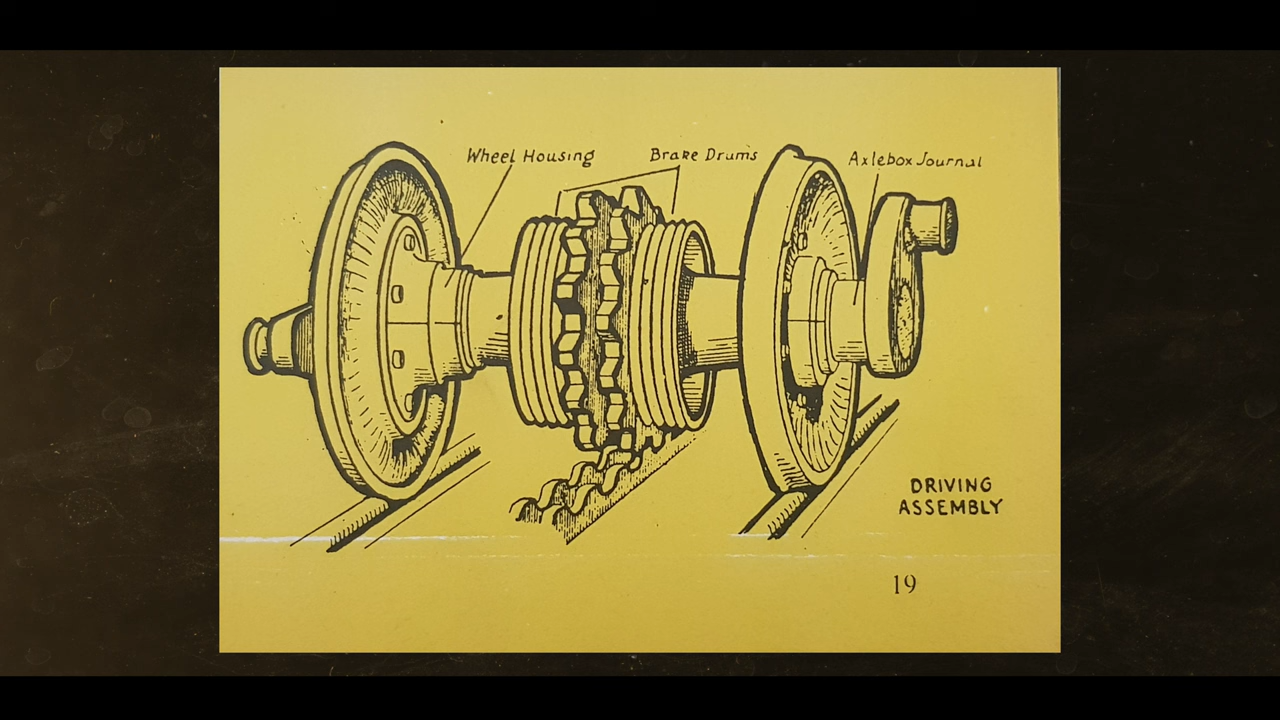 Wheel Housing
Brake Drums
Axlebox Journal
DRIVING
ASSEMBLY
19